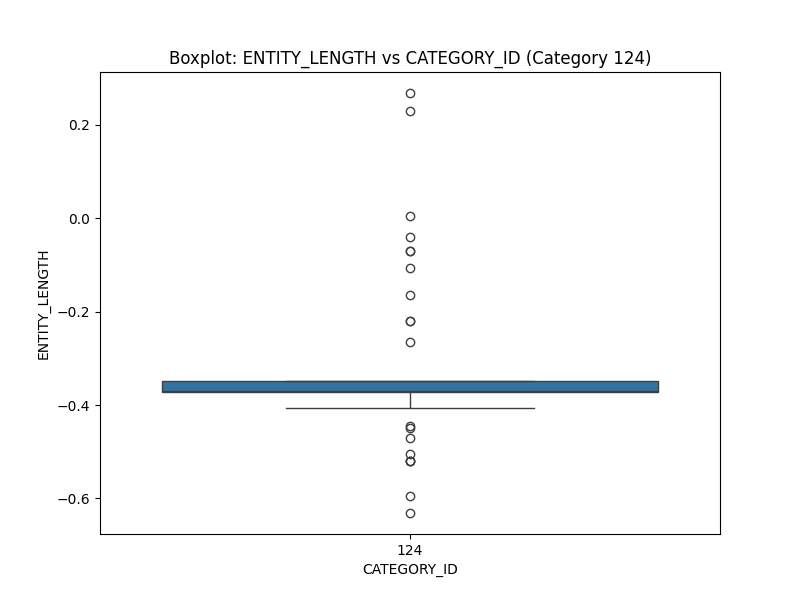 Boxplot: ENTITY_LENGTH vs CATEGORY_ID (Category 124)
0.2
0.0
−0.2
−0.4
−0.6
ENTITY_LENGTH
124
CATEGORY_ID